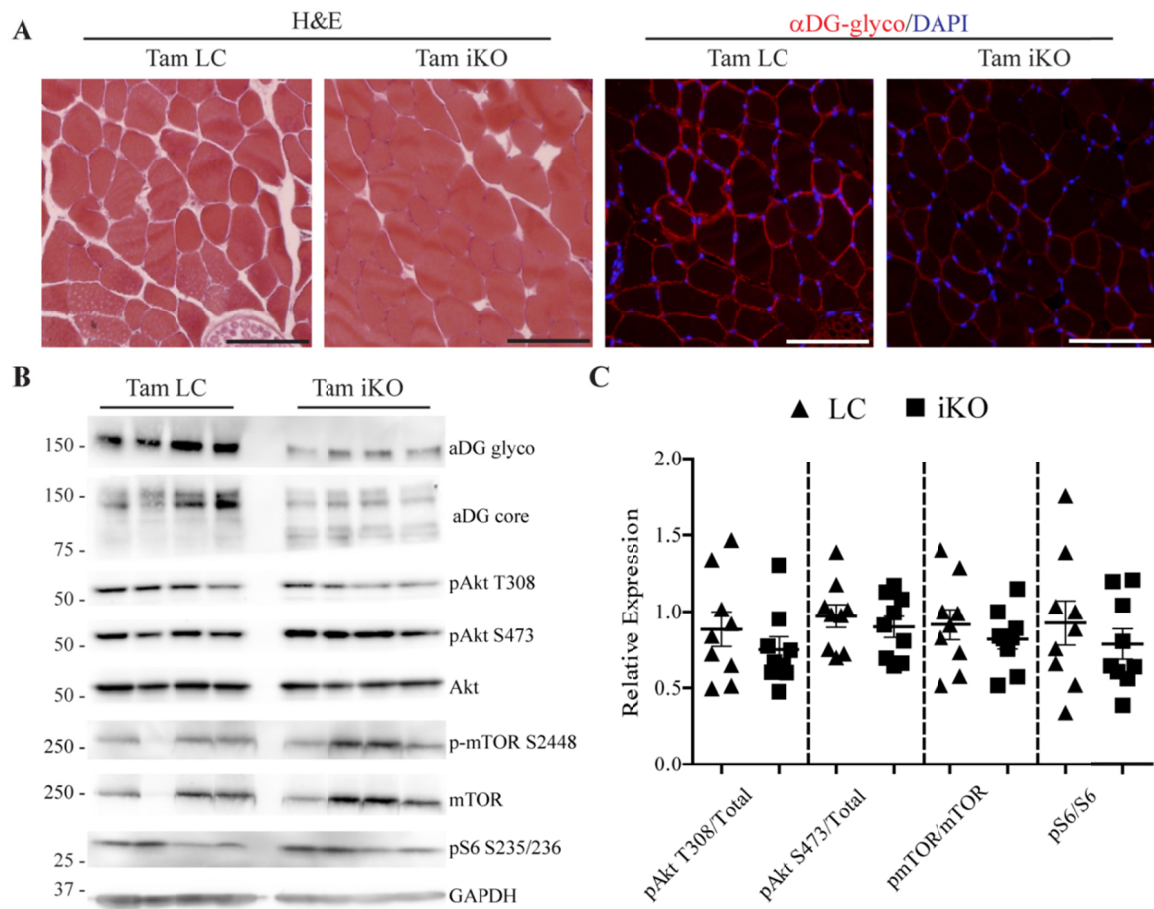 A
H&E
αDG-glyco/DAPI
Tam LC
Tam iKO
Tam LC
Tam iKO
B
Tam LC
Tam iKO
150 -
aDG glyco
150 -
aDG core
75 -
pAkt T308
50 -
pAkt S473
50 -
Akt
50 -
p-mTOR S2448
250 -
mTOR
250 -
pS6 S235/236
25 -
37 -
GAPDH
C
▲ LC ■ iKO
Relative Expression
2.0
1.5
1.0
0.5
0.0
pAkt T308/Total
pAkt S473/Total
pmTOR/mTOR
pS6/S6